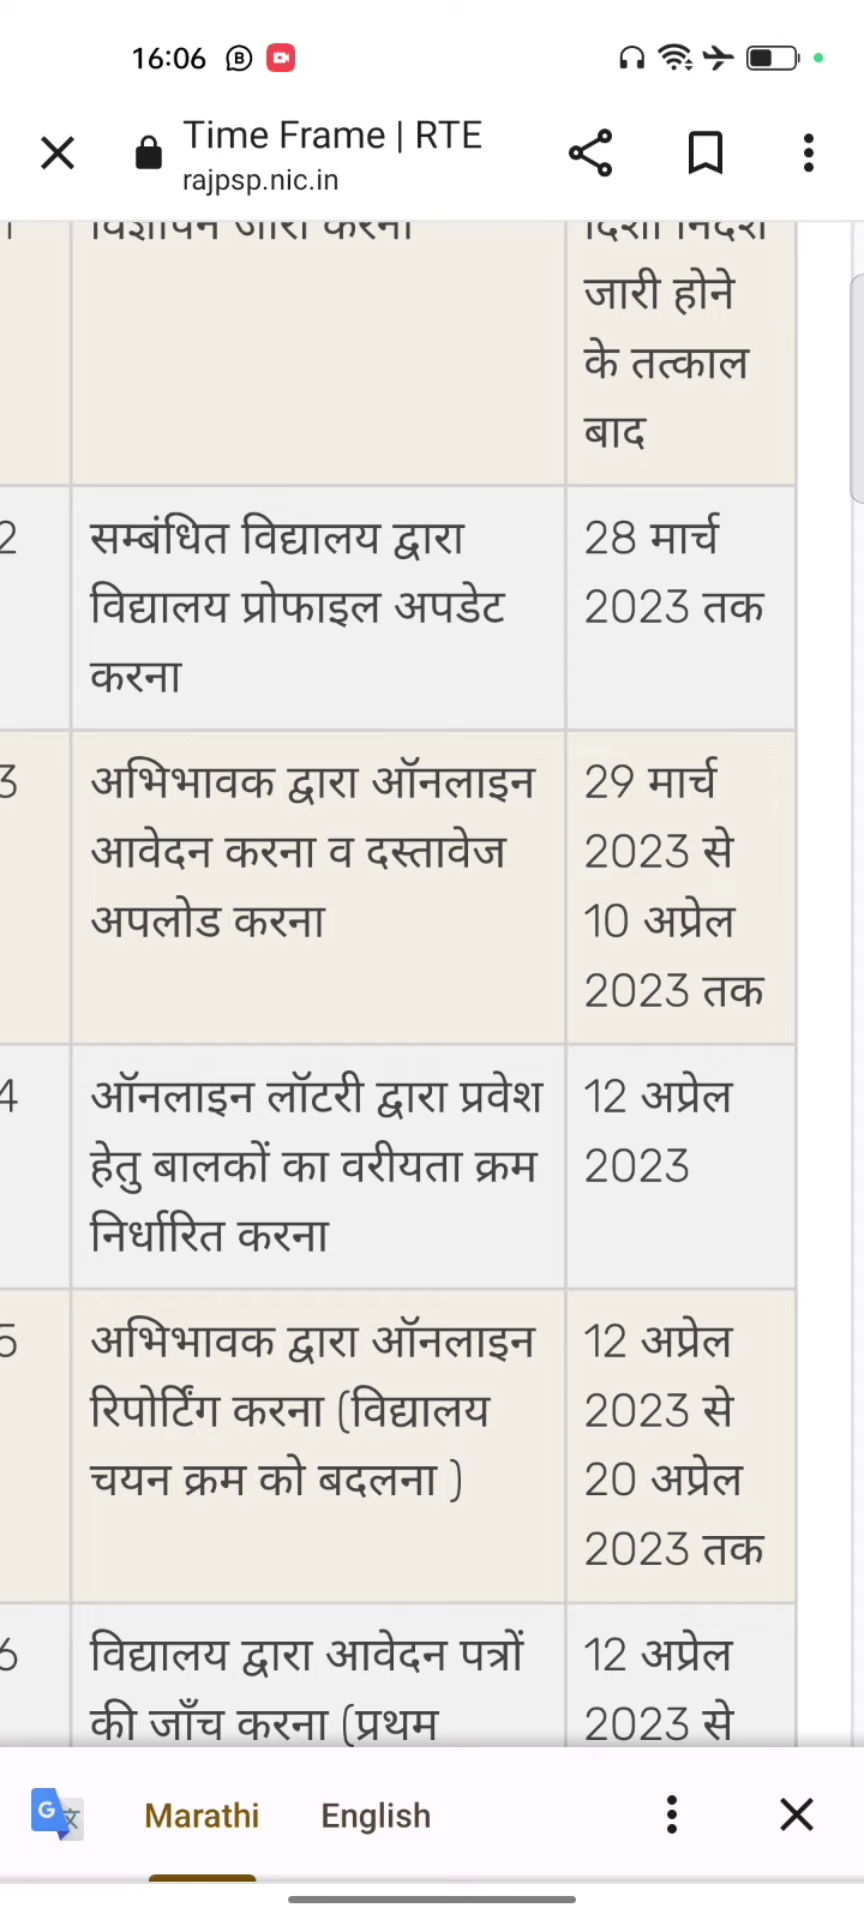 16:06
Time Frame | RTE
rajpsp.nic.in
1
विज्ञापन जारी करना
दिशा निर्देश
जारी होने
के तत्काल
बाद
2
सम्बंधित विद्यालय द्वारा
विद्यालय प्रोफाइल अपडेट
करना
28 मार्च
2023 तक
3
अभिभावक द्वारा ऑनलाइन
आवेदन करना व दस्तावेज
अपलोड करना
29 मार्च
2023 से
10 अप्रेल
2023 तक
4
ऑनलाइन लॉटरी द्वारा प्रवेश
हेतु बालकों का वरीयता क्रम
निर्धारित करना
12 अप्रेल
2023
5
अभिभावक द्वारा ऑनलाइन
रिपोर्टिंग करना (विद्यालय
चयन क्रम को बदलना )
12 अप्रेल
2023 से
20 अप्रेल
2023 तक
6
विद्यालय द्वारा आवेदन पत्रों
की जाँच करना (प्रथम
12 अप्रेल
2023 से
Marathi
English